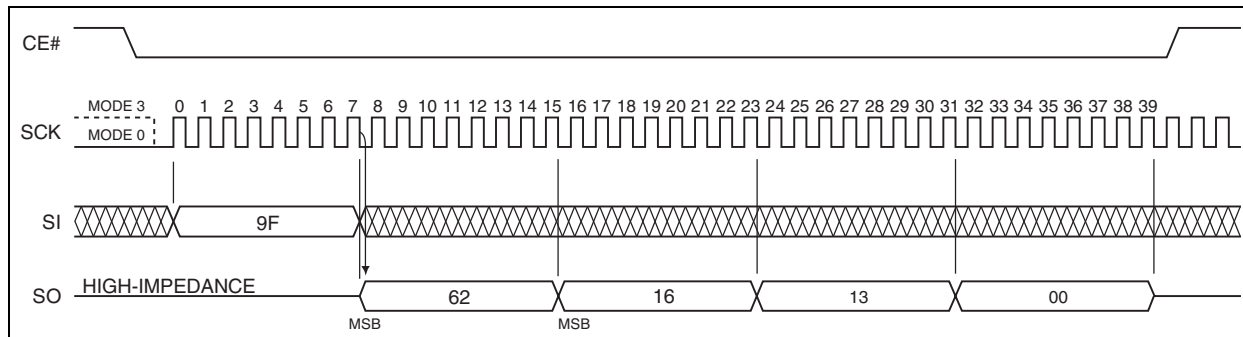 CE#
MODE 3 0 1 2 3 4 5 6 7 8 9 10 11 12 13 14 15 16 17 18 19 20 21 22 23 24 25 26 27 28 29 30 31 32 33 34 35 36 37 38 39
SCK MODE 0
SI 9F
SO HIGH-IMPEDANCE 62 16 13 00
MSB MSB